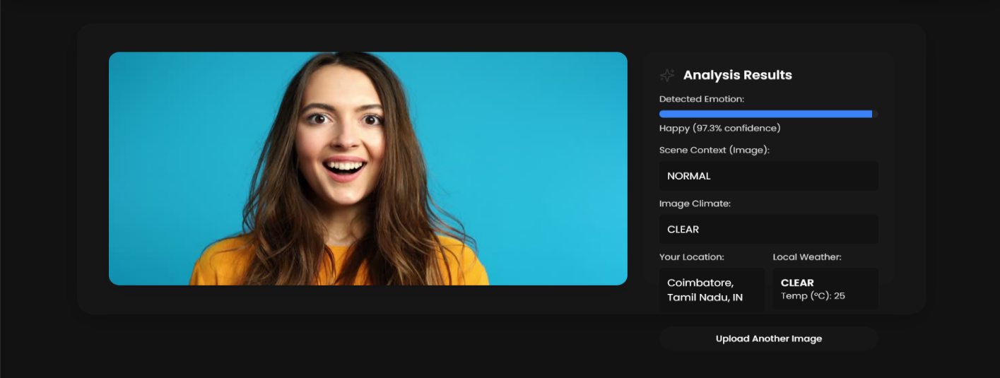 Analysis Results
Detected Emotion:
Happy (97.3% confidence)
Scene Context (Image):
NORMAL
Image Climate:
CLEAR
Your Location:
Coimbatore,
Tamil Nadu, IN
Local Weather:
CLEAR
Temp (°C): 25
Upload Another Image